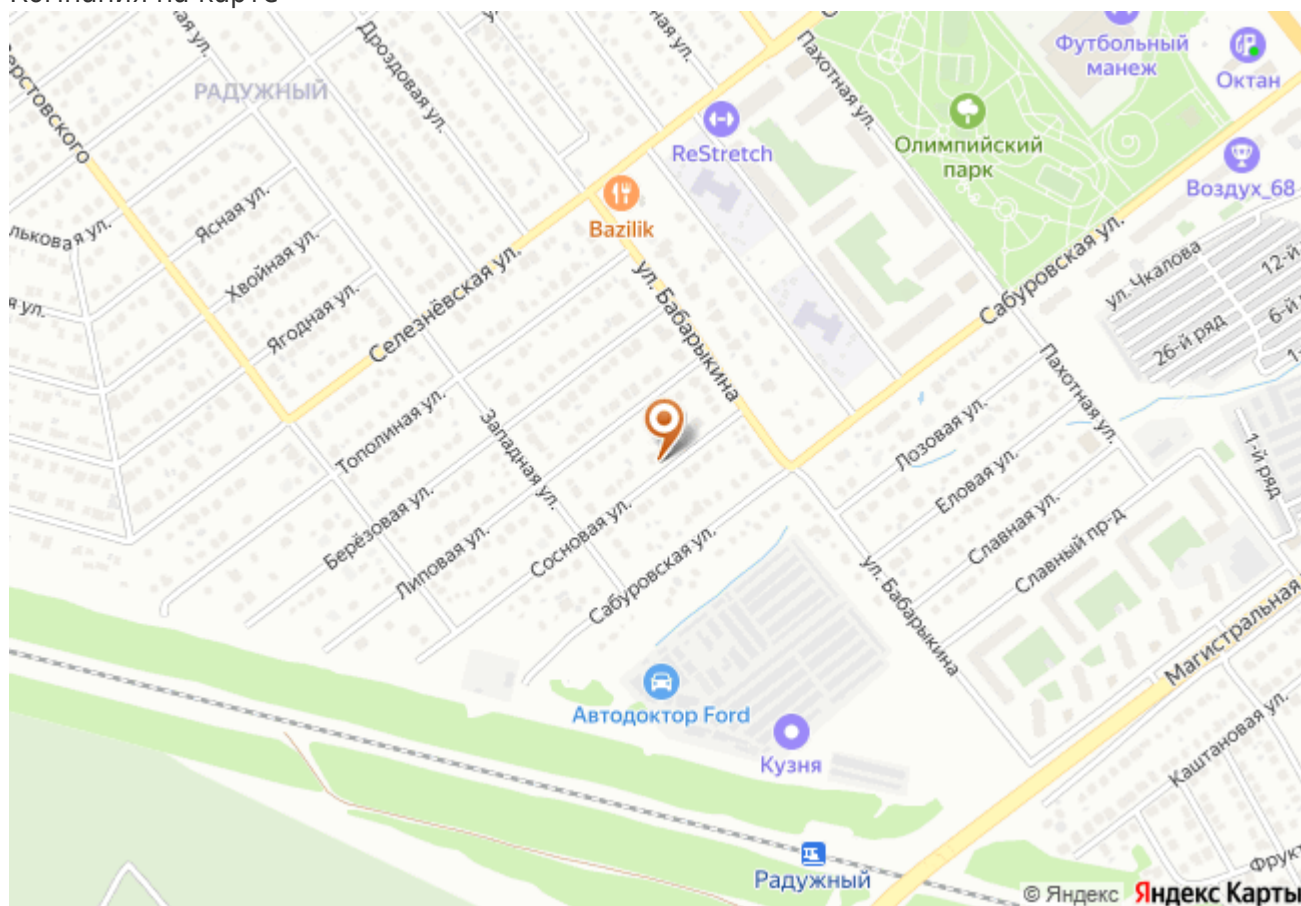 Компания на карте
Дроздовая ул.
Пахотная ул.
Футбольный
манеж
Октан
РАДУЖНЫЙ
ReStretch
Олимпийский
парк
Воздух_68
Ясная ул.
Bazilik
Хвойная ул.
Селезнёвская ул.
ул. Бабарыкина
Сабуровская ул.
ул. Чкалова
12-й
6-й
26-й ряд
Ягодная ул.
Тополиная ул.
Западная ул.
Лозовая ул.
Пахотная ул.
1-й ряд
Берёзовая ул.
Еловая ул.
Липовая ул.
Сосновая ул.
Славная ул.
Славный пр-д
Сабуровская ул.
ул. Бабарыкина
Магистральная
Автодоктор Ford
Кузня
Каштановая ул.
Радужный
© Яндекс Яндекс Карты